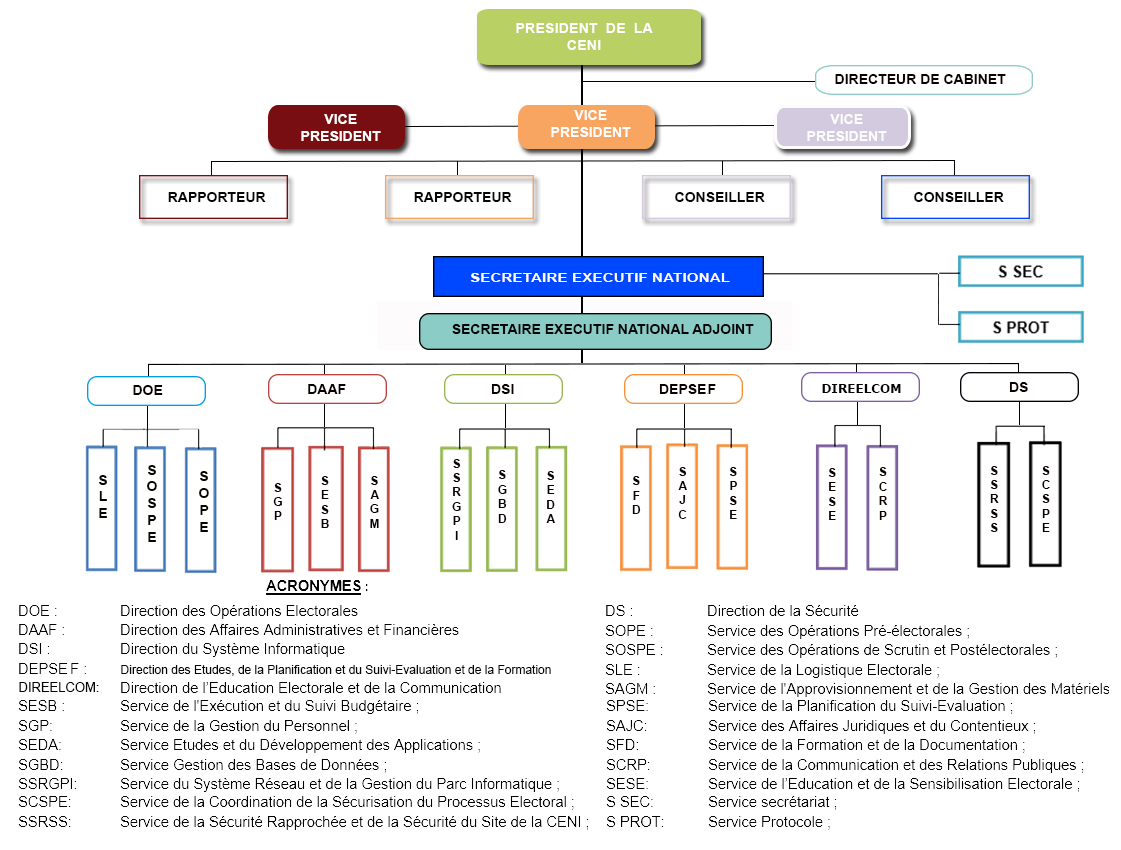 PRESIDENT DE LA
CENI
DIRECTEUR DE CABINET
VICE
PRESIDENT
VICE
PRESIDENT
VICE
PRESIDENT
RAPPORTEUR
RAPPORTEUR
CONSEILLER
CONSEILLER
SECRETAIRE EXECUTIF NATIONAL
S SEC
SECRETAIRE EXECUTIF NATIONAL ADJOINT
S PROT
DOE
DAAF
DSI
DEPSEF
DIREELCOM
DS
SLE
SOSPE
SOPE
SGP
SESB
SAGM
SSRGPI
SGBD
SEDA
SFD
SAJC
SPSE
SESE
SCRP
SSRSS
SCSPE
ACRONYMES :
DOE : Direction des Opérations Electorales
DAAF : Direction des Affaires Administratives et Financières
DSI : Direction du Système Informatique
DEPSEF : Direction des Etudes, de la Planification et du Suivi-Evaluation et de la Formation
DIREELCOM: Direction de l'Education Electorale et de la Communication
SESB : Service de l'Exécution et du Suivi Budgétaire ;
SGP: Service de la Gestion du Personnel ;
SEDA: Service Etudes et du Développement des Applications ;
SGBD: Service Gestion des Bases de Données ;
SSRGPI: Service du Système Réseau et de la Gestion du Parc Informatique ;
SCSPE: Service de la Coordination de la Sécurisation du Processus Electoral ;
SSRSS: Service de la Sécurité Rapprochée et de la Sécurité du Site de la CENI ;
DS : Direction de la Sécurité
SOPE : Service des Opérations Pré-électorales ;
SOSPE : Service des Opérations de Scrutin et Postélectorales ;
SLE : Service de la Logistique Electorale ;
SAGM : Service de l'Approvisionnement et de la Gestion des Matériels
SPSE: Service de la Planification du Suivi-Evaluation ;
SAJC: Service des Affaires Juridiques et du Contentieux ;
SFD: Service de la Formation et de la Documentation ;
SCRP: Service de la Communication et des Relations Publiques ;
SESE: Service de l'Education et de la Sensibilisation Electorale ;
S SEC: Service secrétariat ;
S PROT: Service Protocole ;